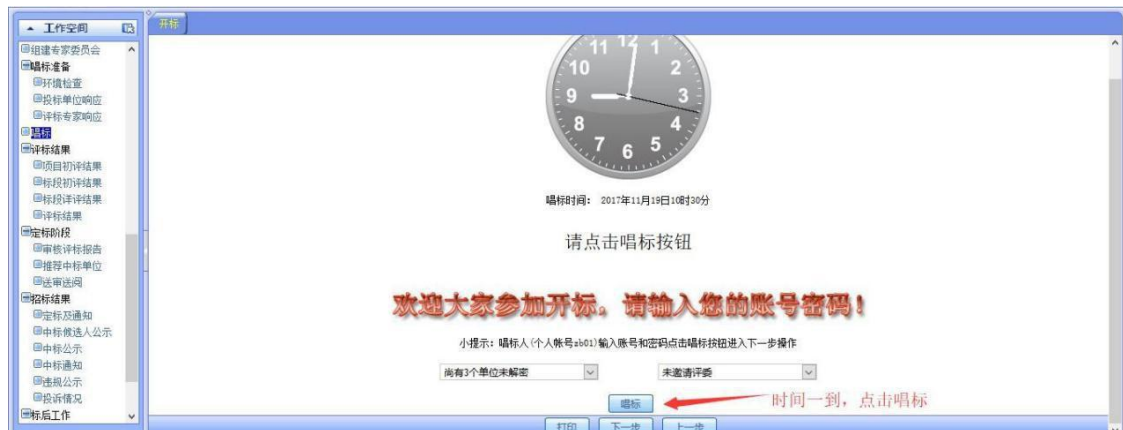 工作空间
开标
组建专家委员会
唱标准备
环境检查
投标单位响应
评标专家响应
唱标
评标结果
项目初评结果
标段初评结果
标段详评结果
评标结果
定标阶段
审核评标报告
推荐中标单位
送审送阅
招标结果
定标及通知
中标候选人公示
中标公示
中标通知
违规公示
投诉情况
标后工作
11 12 1
10 2
9 3
8 4
7 6 5
唱标时间: 2017年11月19日10时30分
请点击唱标按钮
欢迎大家参加开标。请输入您的账号密码!
小提示: 唱标人(个人帐号zb01)输入账号和密码点击唱标按钮进入下一步操作
尚有3个单位未解密 未邀请评委
唱标 时间一到，点击唱标
打印 下一步 上一步